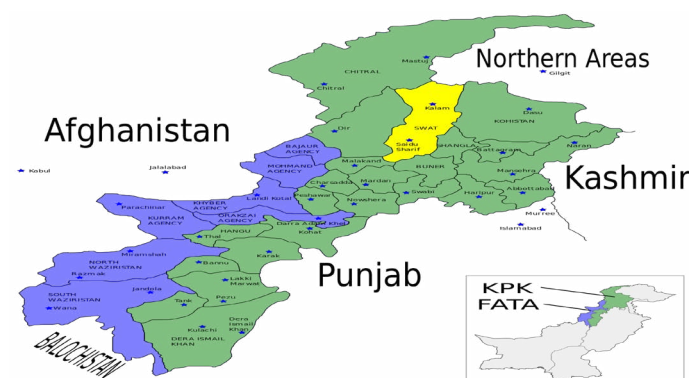 Northern Areas
Gilgit
Mastuj
CHITRAL
Chitral
Kalam
Dasu
KOHISTAN
Afghanistan
Dir
SWAT
Saidu
Sharif
SHANGLA
Battagram
Naran
BAJAUR
AGENCY
Malakand
BUNER
Kabul
Jalalabad
MOHMAND
AGENCY
Mansehra
Kashmir
Charsadda
Mardan
Swabi
Haripur
Abbottabad
Landi Kotal
Peshawar
Nowshera
Parachinar
KHYBER
AGENCY
Murree
KURRAM
AGENCY
ORAKZAI
AGENCY
Darra Adam Khel
Kohat
Islamabad
HANGU
Thal
Miramshah
Karak
NORTH
WAZIRISTAN
Razmak
Bannu
Punjab
Lakki
Marwat
SOUTH
WAZIRISTAN
Jandola
Wana
Tank
Pezu
Kulachi
Dera
Ismail
Khan
DERA ISMAIL
KHAN
BALOCHISTAN
KPK
FATA